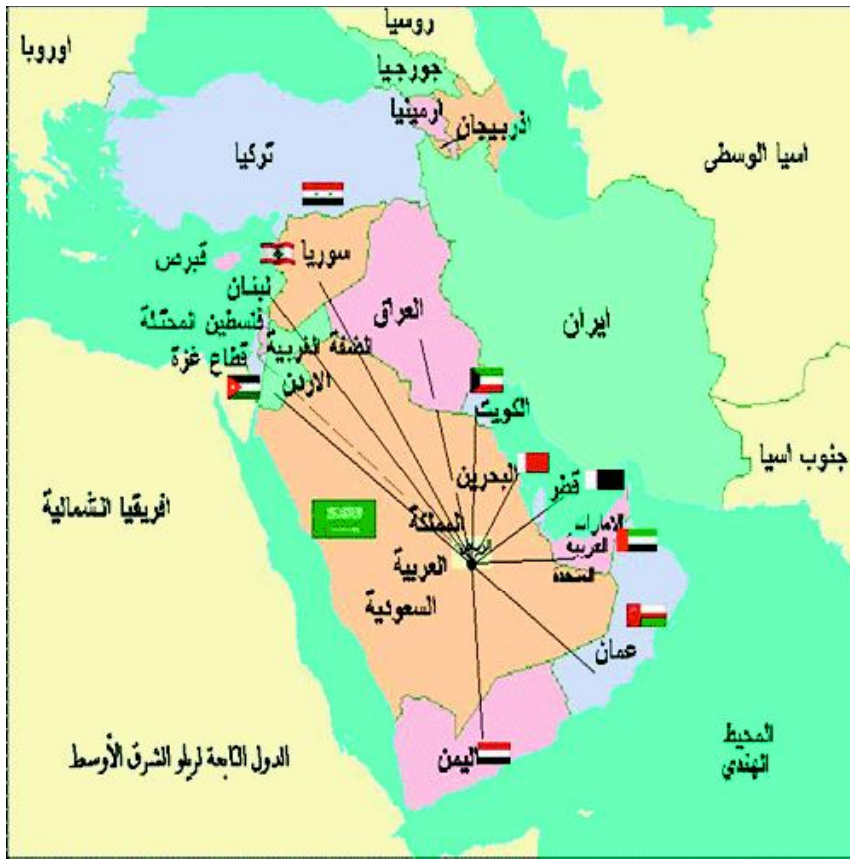 روسيا
اوروبا
جورجيا
ارمينيا
اذربيجان
تركيا
اسيا الوسطى
قبرص
سوريا
لبنان
العراق
ايران
فلسطين المحتلة
الضفة الغربية
قطاع غزة
الاردن
الكويت
جنوب اسيا
البحرين
قطر
افريقيا الشمالية
المملكة
العربية
السعودية
الرياض
الامارات
العربية
المتحدة
عمان
اليمن
المحيط
الهندي
الدول التابعة لريلو الشرق الأوسط